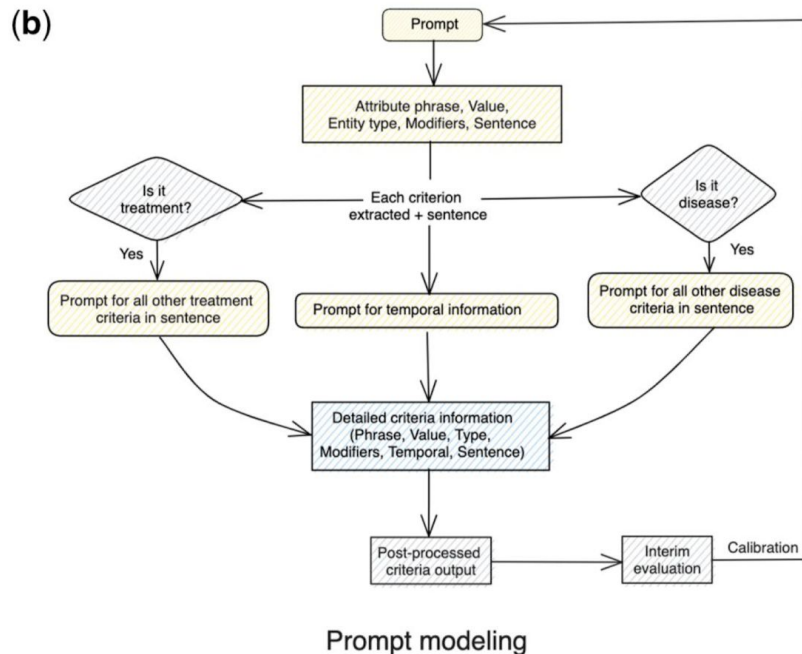 (b)
Prompt
Attribute phrase, Value,
Entity type, Modifiers, Sentence
Is it
treatment?
Each criterion
extracted + sentence
Is it
disease?
Yes
Yes
Prompt for all other treatment
criteria in sentence
Prompt for temporal information
Prompt for all other disease
criteria in sentence
Detailed criteria information
(Phrase, Value, Type,
Modifiers, Temporal, Sentence)
Post-processed
criteria output
Interim
evaluation
Calibration
Prompt modeling